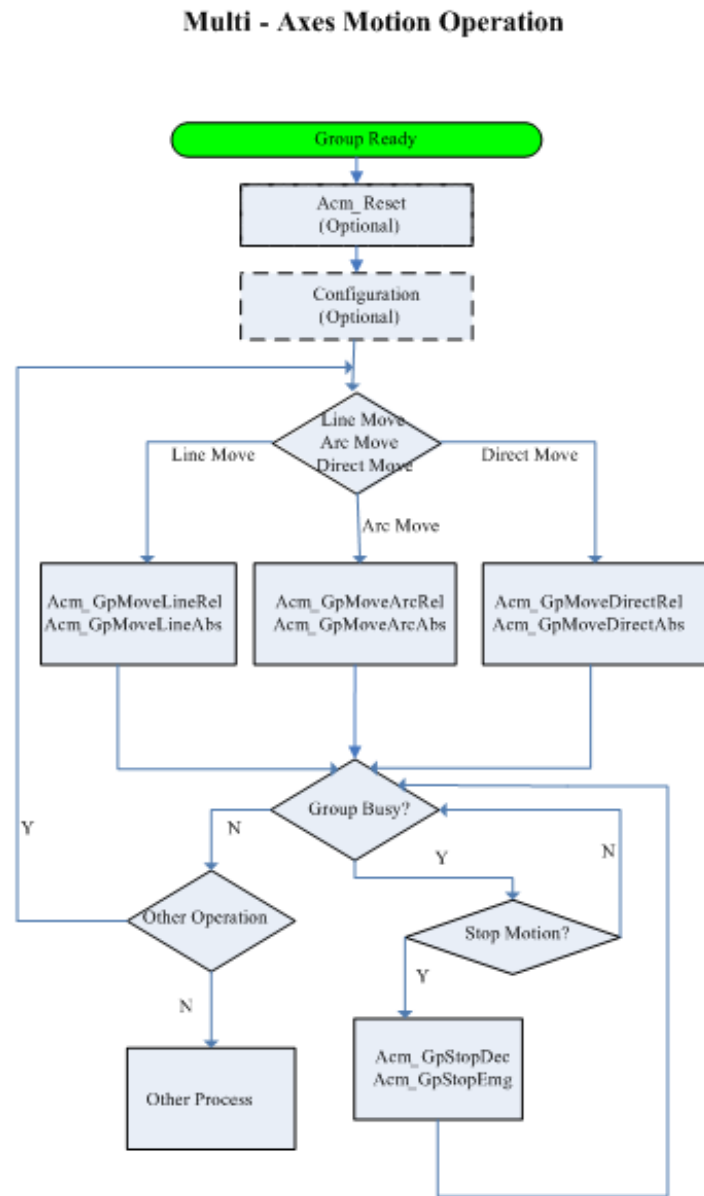 Multi - Axes Motion Operation
Group Ready
Acm_Reset
(Optional)
Configuration
(Optional)
Line Move
Arc Move
Direct Move
Line Move
Direct Move
Arc Move
Acm_GpMoveLineRel
Acm_GpMoveLineAbs
Acm_GpMoveArcRel
Acm_GpMoveArcAbs
Acm_GpMoveDirectRel
Acm_GpMoveDirectAbs
Group Busy?
Y
N
Y
N
Other Operation
Stop Motion?
N
Y
Other Process
Acm_GpStopDec
Acm_GpStopEmg